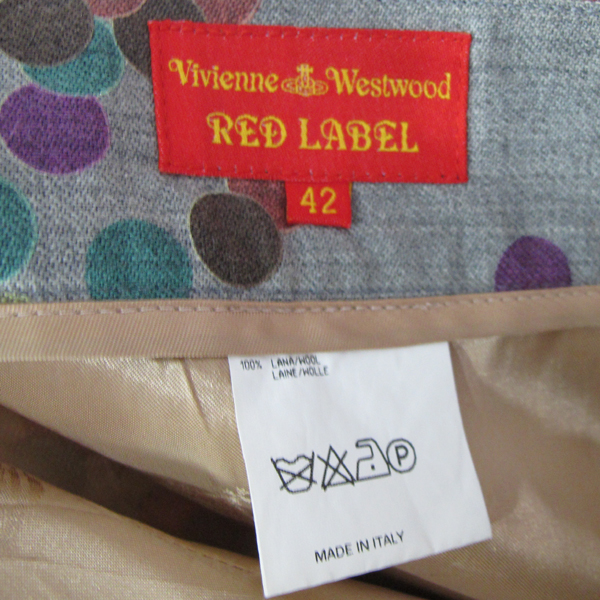 Vivienne Westwood
RED LABEL
42
100% LANA/WOOL
LAINE/WOLLE
P
MADE IN ITALY